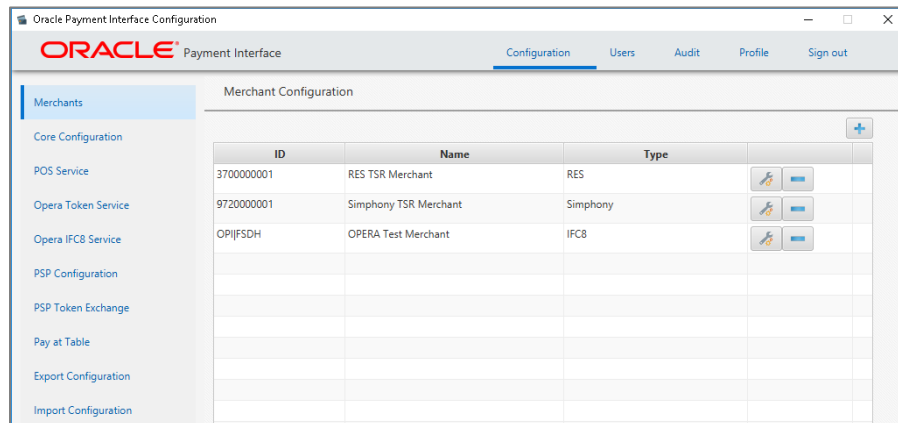 Oracle Payment Interface Configuration
ORACLE Payment Interface
Configuration
Users
Audit
Profile
Sign out
Merchants
Core Configuration
POS Service
Opera Token Service
Opera IFC8 Service
PSP Configuration
PSP Token Exchange
Pay at Table
Export Configuration
Import Configuration
Merchant Configuration
ID Name Type
3700000001 RES TSR Merchant RES
9720000001 Simphony TSR Merchant Simphony
OPI|FSDH OPERA Test Merchant IFC8